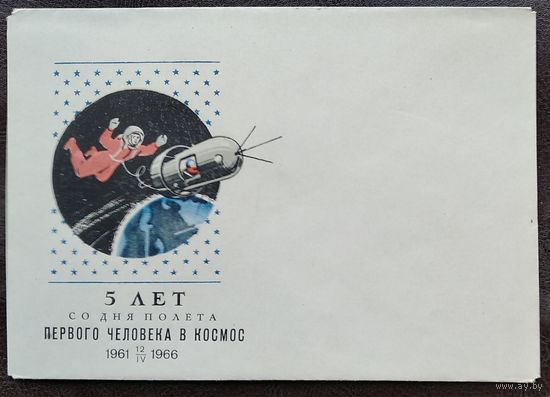 5 ЛЕТ
СО ДНЯ ПОЛЕТА
ПЕРВОГО ЧЕЛОВЕКА В КОСМОС
1961 12/IV 1966
www.ay.by